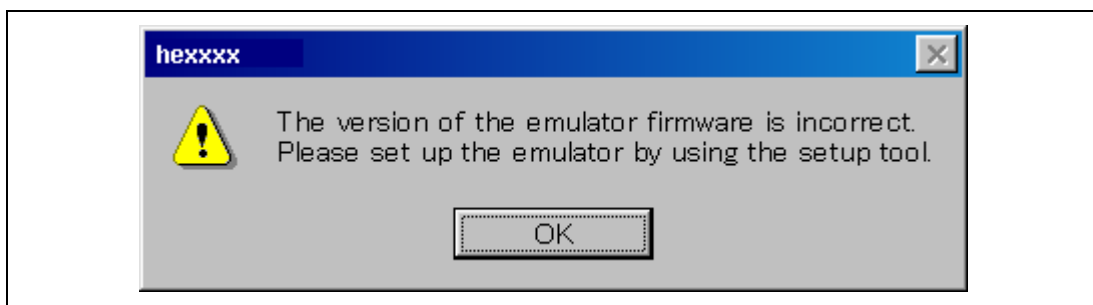 hexxxx
The version of the emulator firmware is incorrect.
Please set up the emulator by using the setup tool.
OK